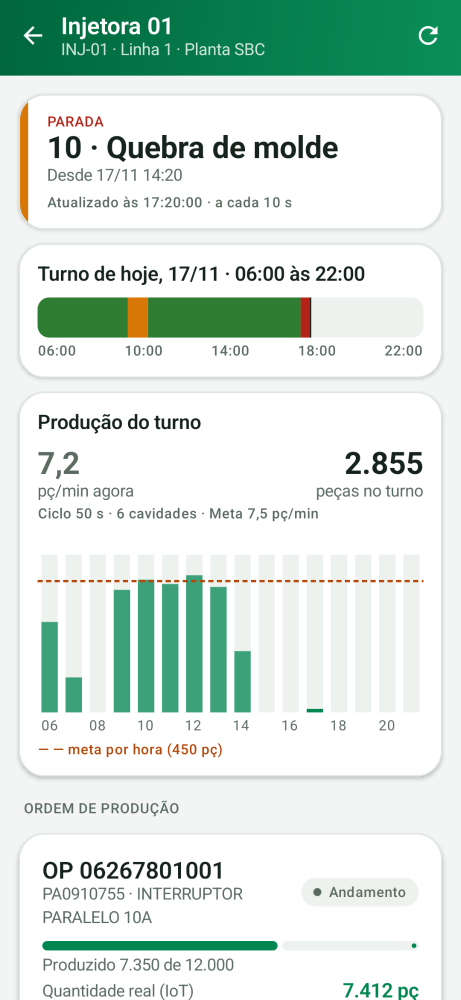 Injetora 01
INJ-01 · Linha 1 · Planta SBC
PARADA
10 · Quebra de molde
Desde 17/11 14:20
Atualizado às 17:20:00 · a cada 10 s
Turno de hoje, 17/11 · 06:00 às 22:00
06:00 10:00 14:00 18:00 22:00
Produção do turno
7,2 2.855
pç/min agora peças no turno
Ciclo 50 s · 6 cavidades · Meta 7,5 pç/min
06 08 10 12 14 16 18 20
— — meta por hora (450 pç)
ORDEM DE PRODUÇÃO
OP 06267801001
PA0910755 · INTERRUPTOR
PARALELO 10A
Andamento
Produzido 7.350 de 12.000
Quantidade real (IoT) 7.412 pç